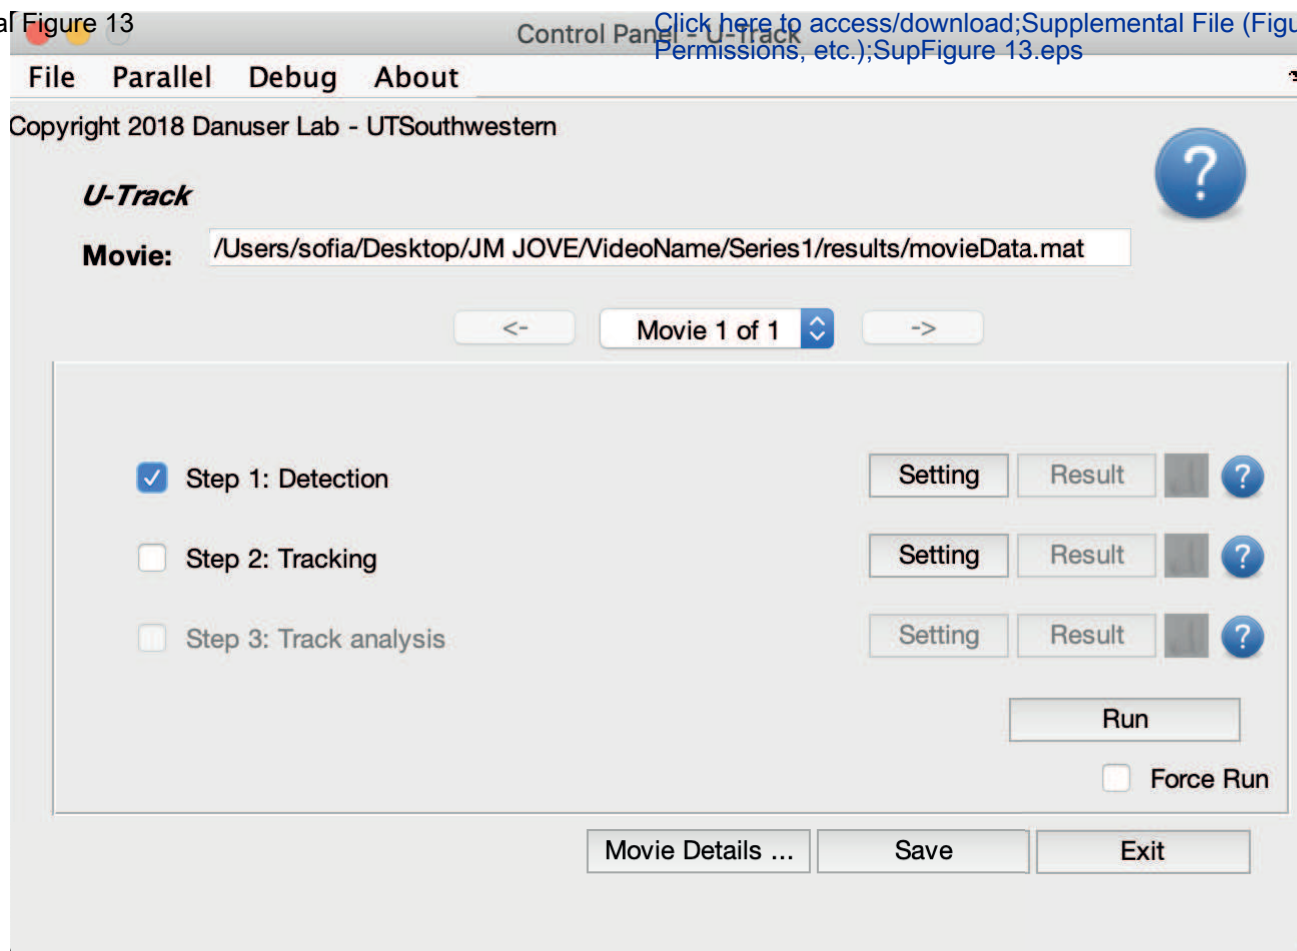 al Figure 13
Control Panel - U-Track
Click here to access/download;Supplemental File (Figu
Permissions, etc.);SupFigure 13.eps
File Parallel Debug About
Copyright 2018 Danuser Lab - UTSouthwestern
?
U-Track
Movie: /Users/sofia/Desktop/JM JOVE/VideoName/Series1/results/movieData.mat
<- Movie 1 of 1 ->
Step 1: Detection Setting Result ?
Step 2: Tracking Setting Result ?
Step 3: Track analysis Setting Result ?
Run
Force Run
Movie Details ... Save Exit